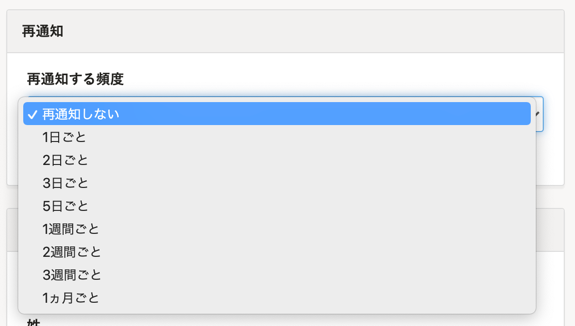 再通知
再通知する頻度
再通知しない
1日ごと
2日ごと
3日ごと
5日ごと
1週間ごと
2週間ごと
3週間ごと
1ヵ月ごと
姓